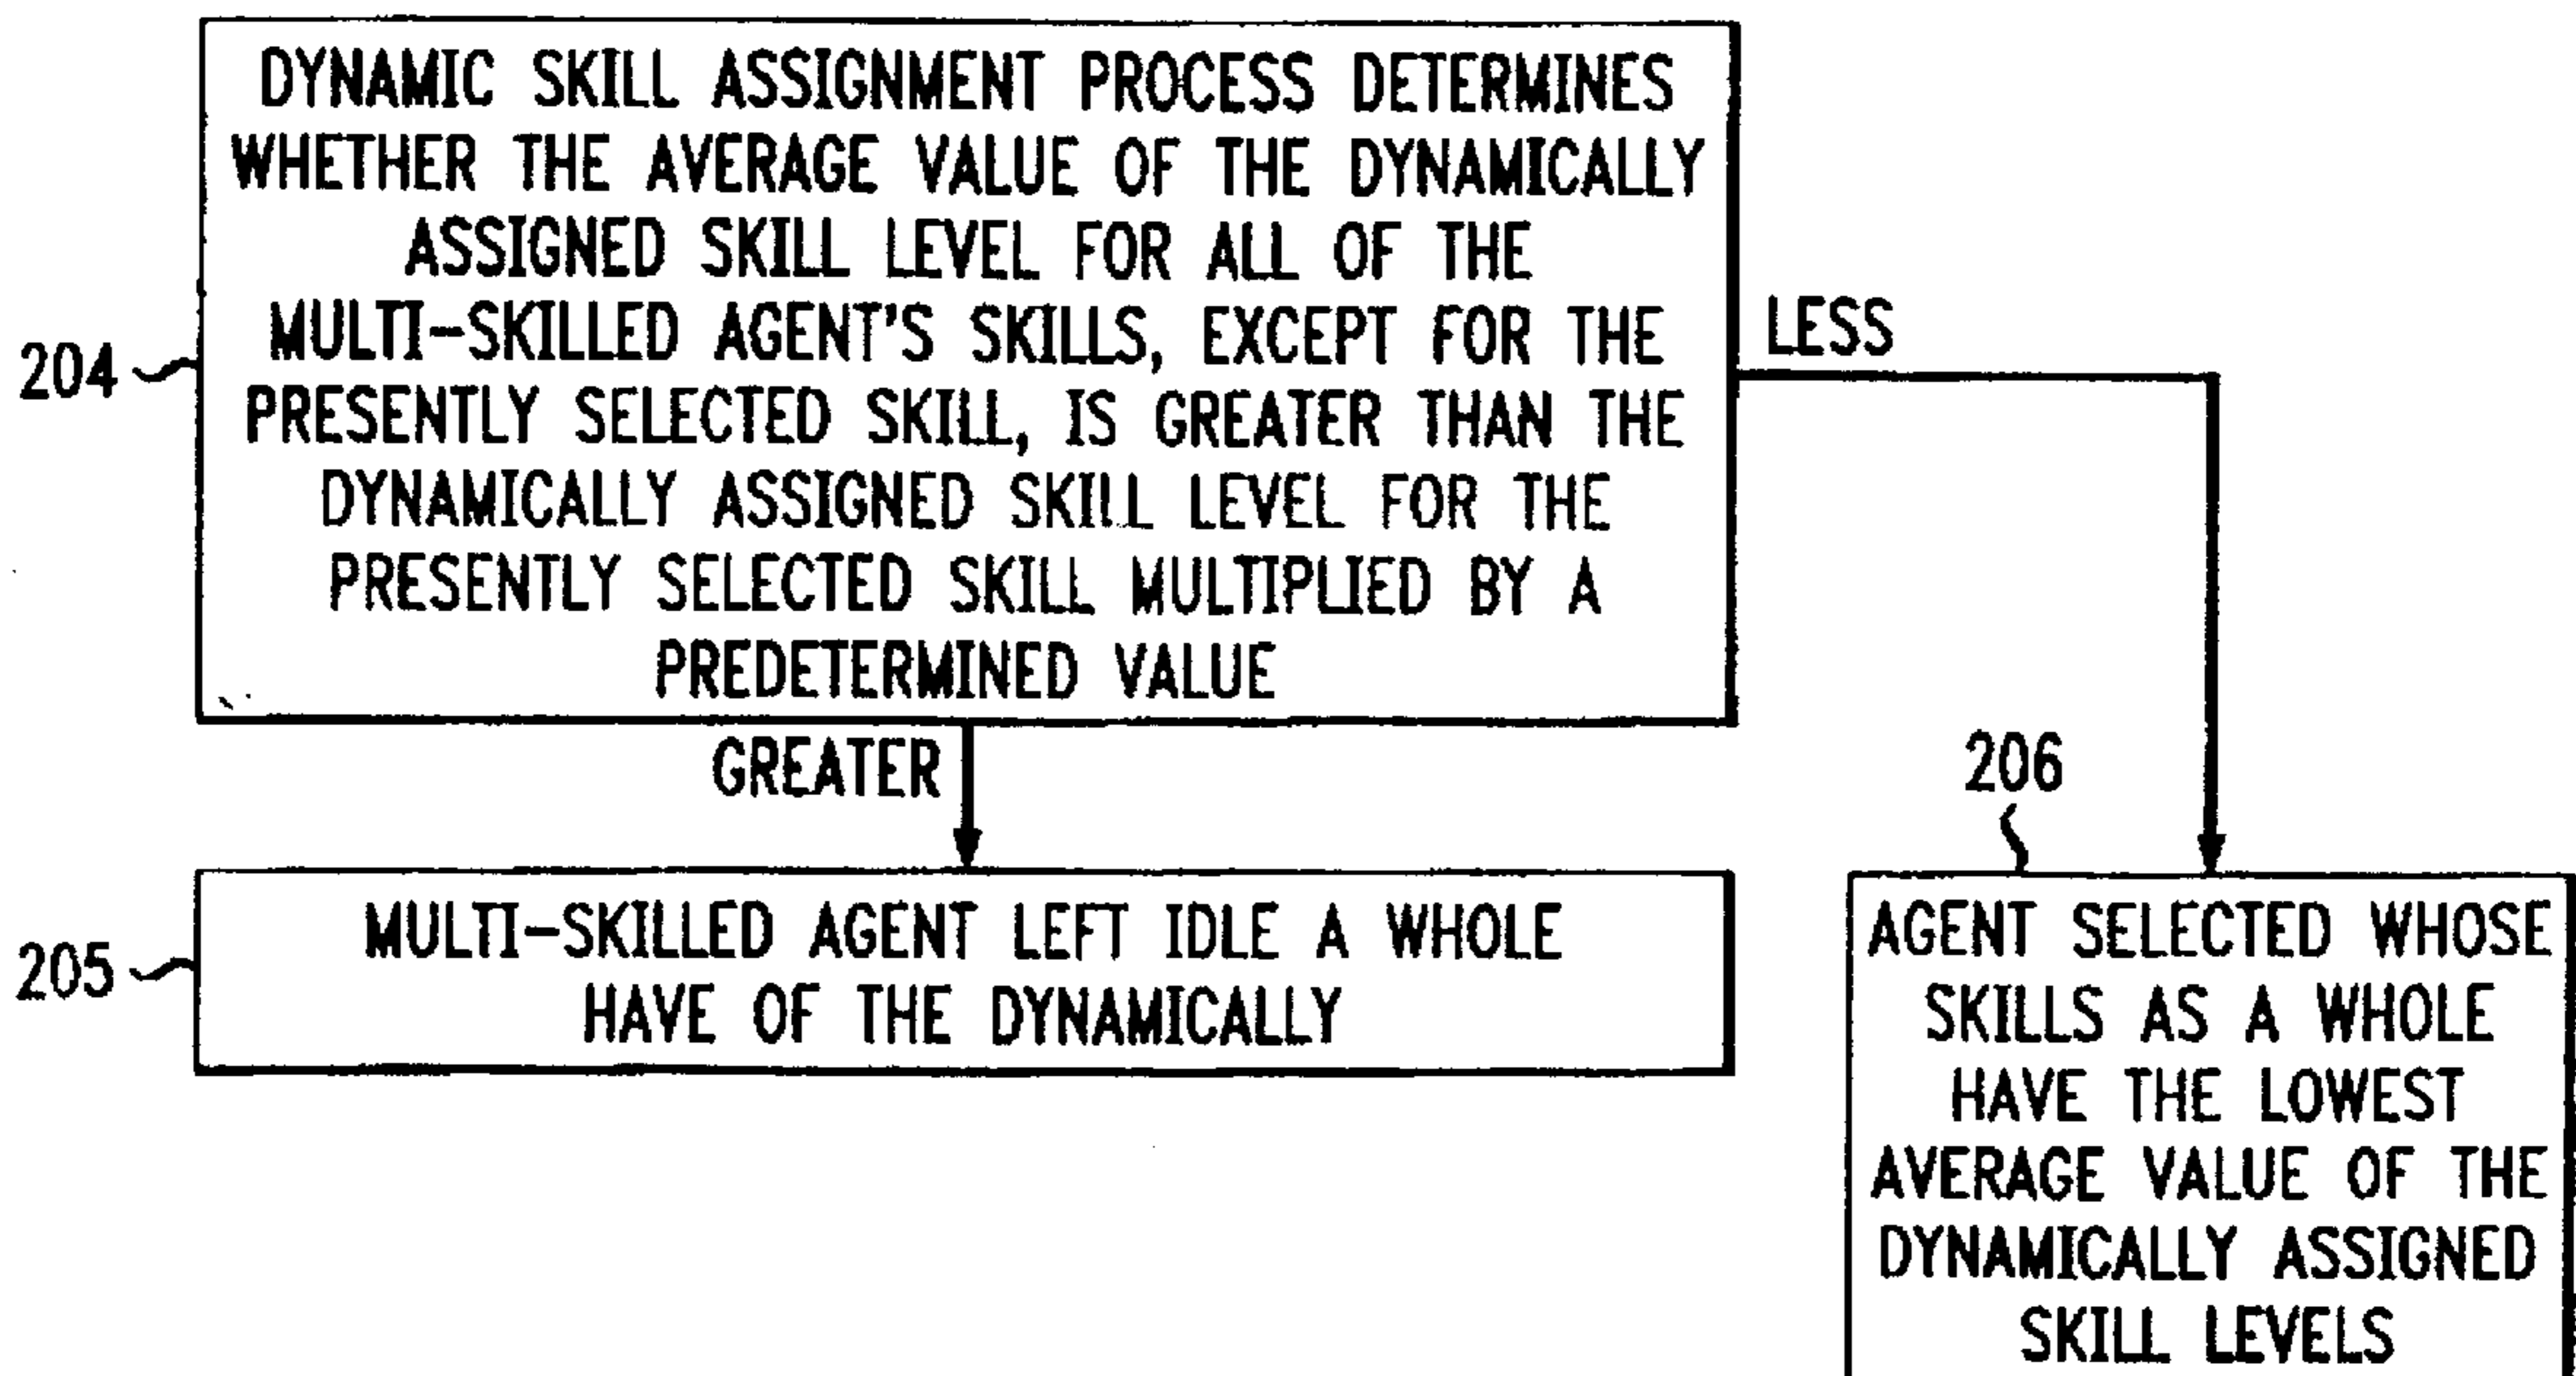 DYNAMIC SKILL ASSIGNMENT PROCESS DETERMINES
WHETHER THE AVERAGE VALUE OF THE DYNAMICALLY
ASSIGNED SKILL LEVEL FOR ALL OF THE
MULTI-SKILLED AGENT'S SKILLS, EXCEPT FOR THE
PRESENTLY SELECTED SKILL, IS GREATER THAN THE
DYNAMICALLY ASSIGNED SKILL LEVEL FOR THE
PRESENTLY SELECTED SKILL MULTIPLIED BY A
PREDETERMINED VALUE
204
LESS
GREATER
206
205
MULTI-SKILLED AGENT LEFT IDLE A WHOLE
HAVE OF THE DYNAMICALLY
AGENT SELECTED WHOSE
SKILLS AS A WHOLE
HAVE THE LOWEST
AVERAGE VALUE OF THE
DYNAMICALLY ASSIGNED
SKILL LEVELS